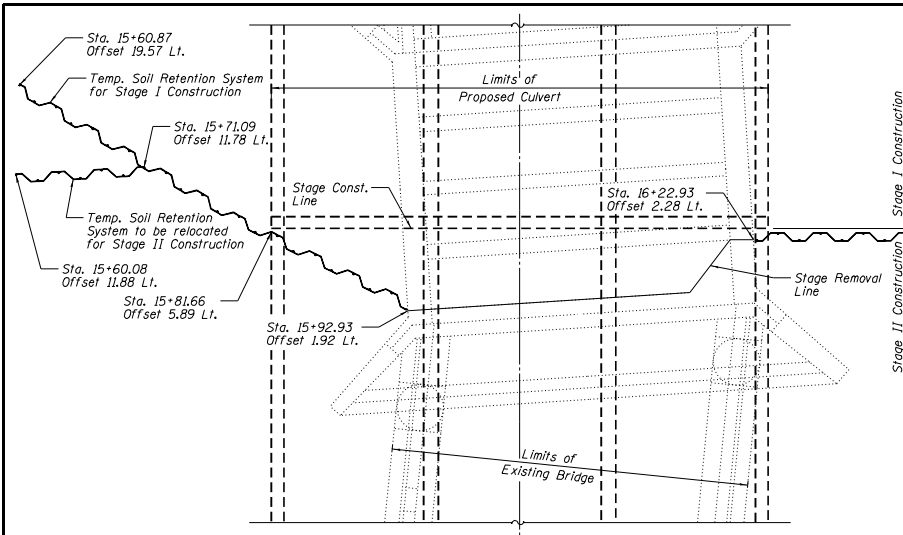 Sta. 15+60.87
Offset 19.57 Lt.
Temp. Soil Retention System
for Stage I Construction
Limits of
Proposed Culvert
Sta. 15+71.09
Offset 11.78 Lt.
Stage I Construction
Stage Const.
Line
Sta. 16+22.93
Offset 2.28 Lt.
Temp. Soil Retention
System to be relocated
for Stage II Construction
Sta. 15+60.08
Offset 11.88 Lt.
Sta. 15+81.66
Offset 5.89 Lt.
Stage Removal
Line
Stage II Construction
Sta. 15+92.93
Offset 1.92 Lt.
Limits of
Existing Bridge